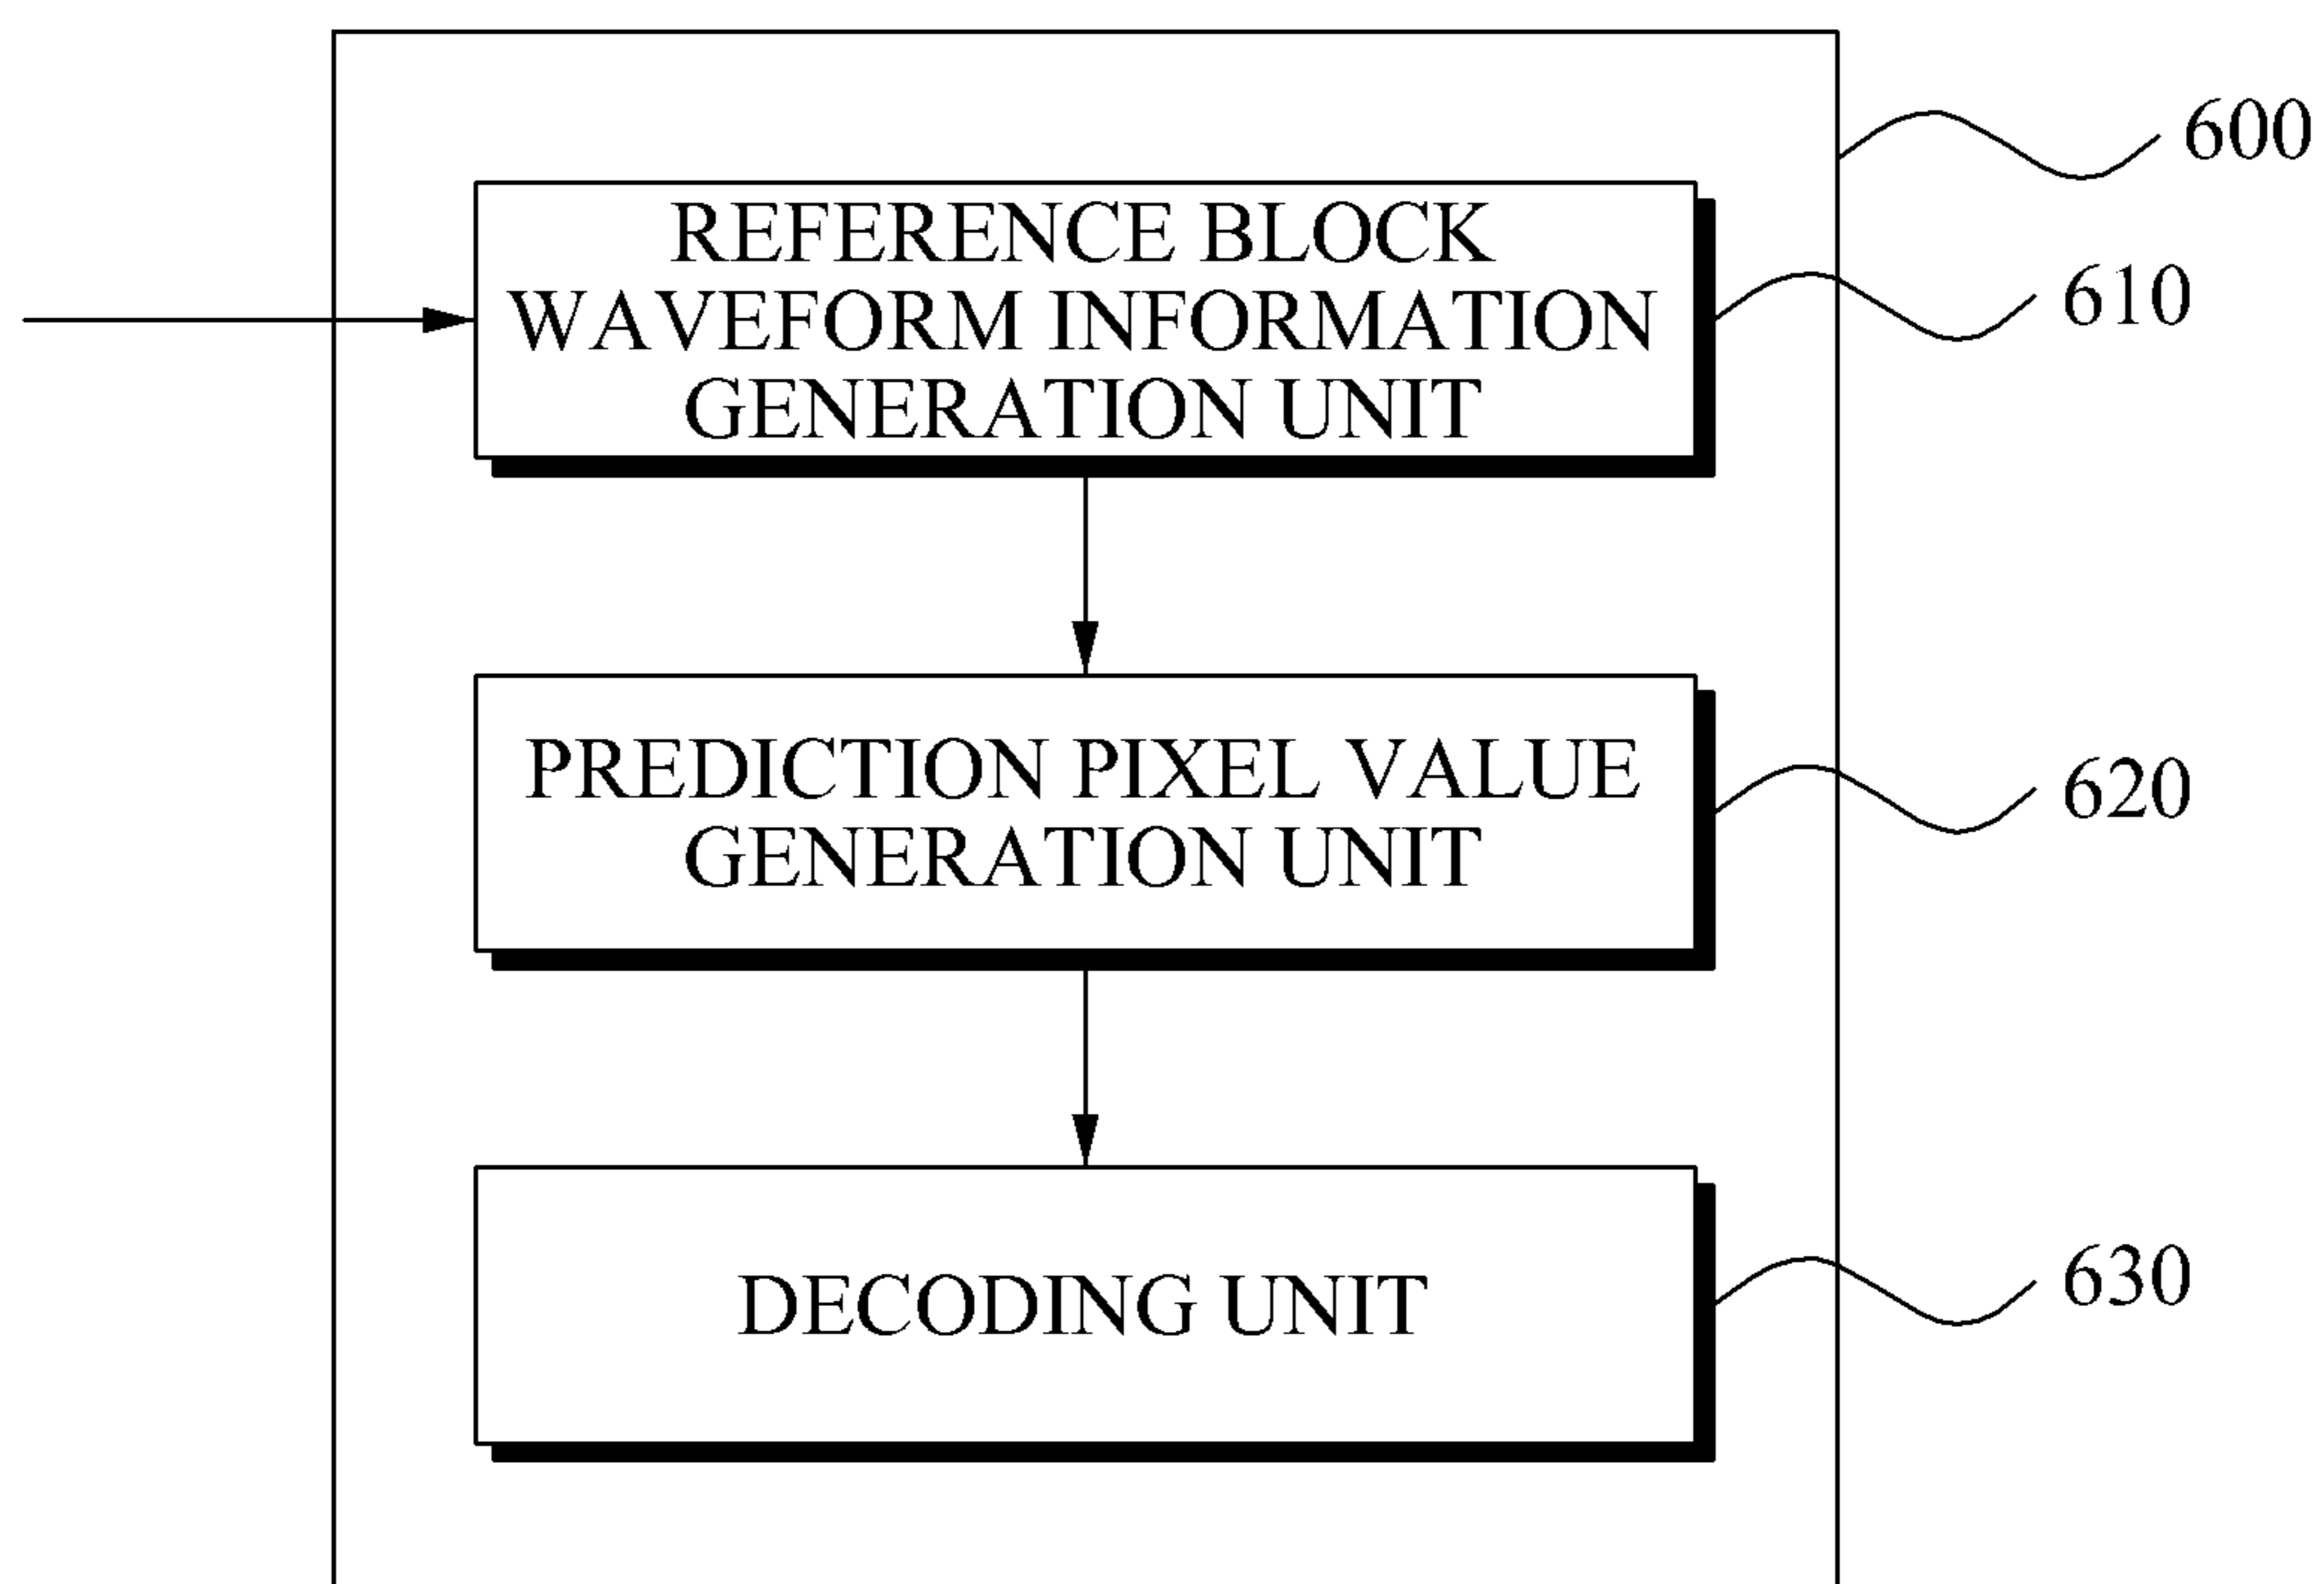 600
REFERENCE BLOCK
WAVEFORM INFORMATION
GENERATION UNIT
610
PREDICTION PIXEL VALUE
GENERATION UNIT
620
DECODING UNIT
630